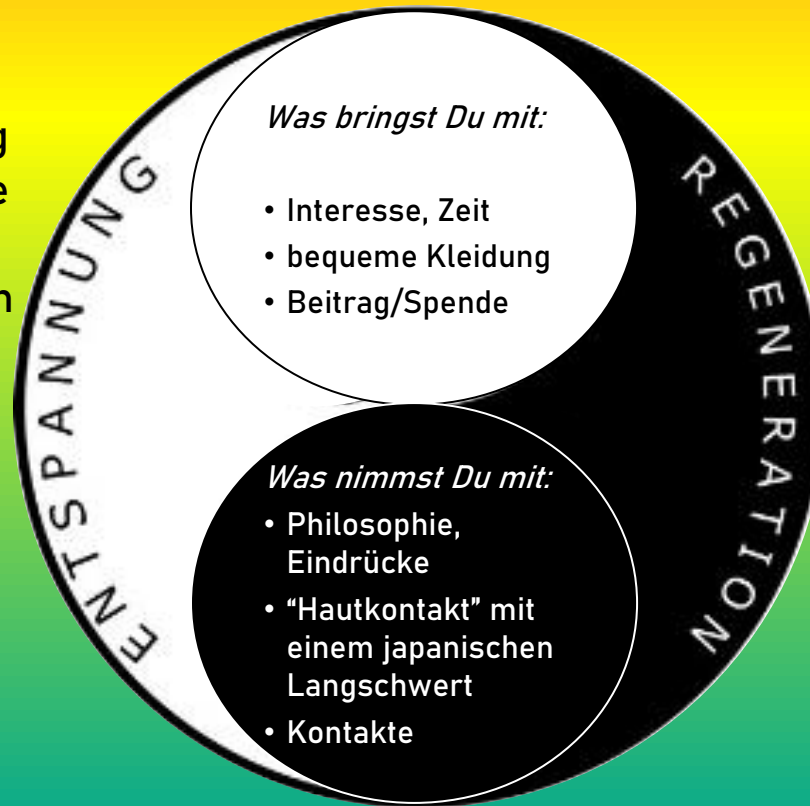 g
e
n
ENTSPANNUNG
Was bringst Du mit:
• Interesse, Zeit
• bequeme Kleidung
• Beitrag/Spende
REGENERATION
Was nimmst Du mit:
• Philosophie,
Eindrücke
• “Hautkontakt” mit
einem japanischen
Langschwert
• Kontakte